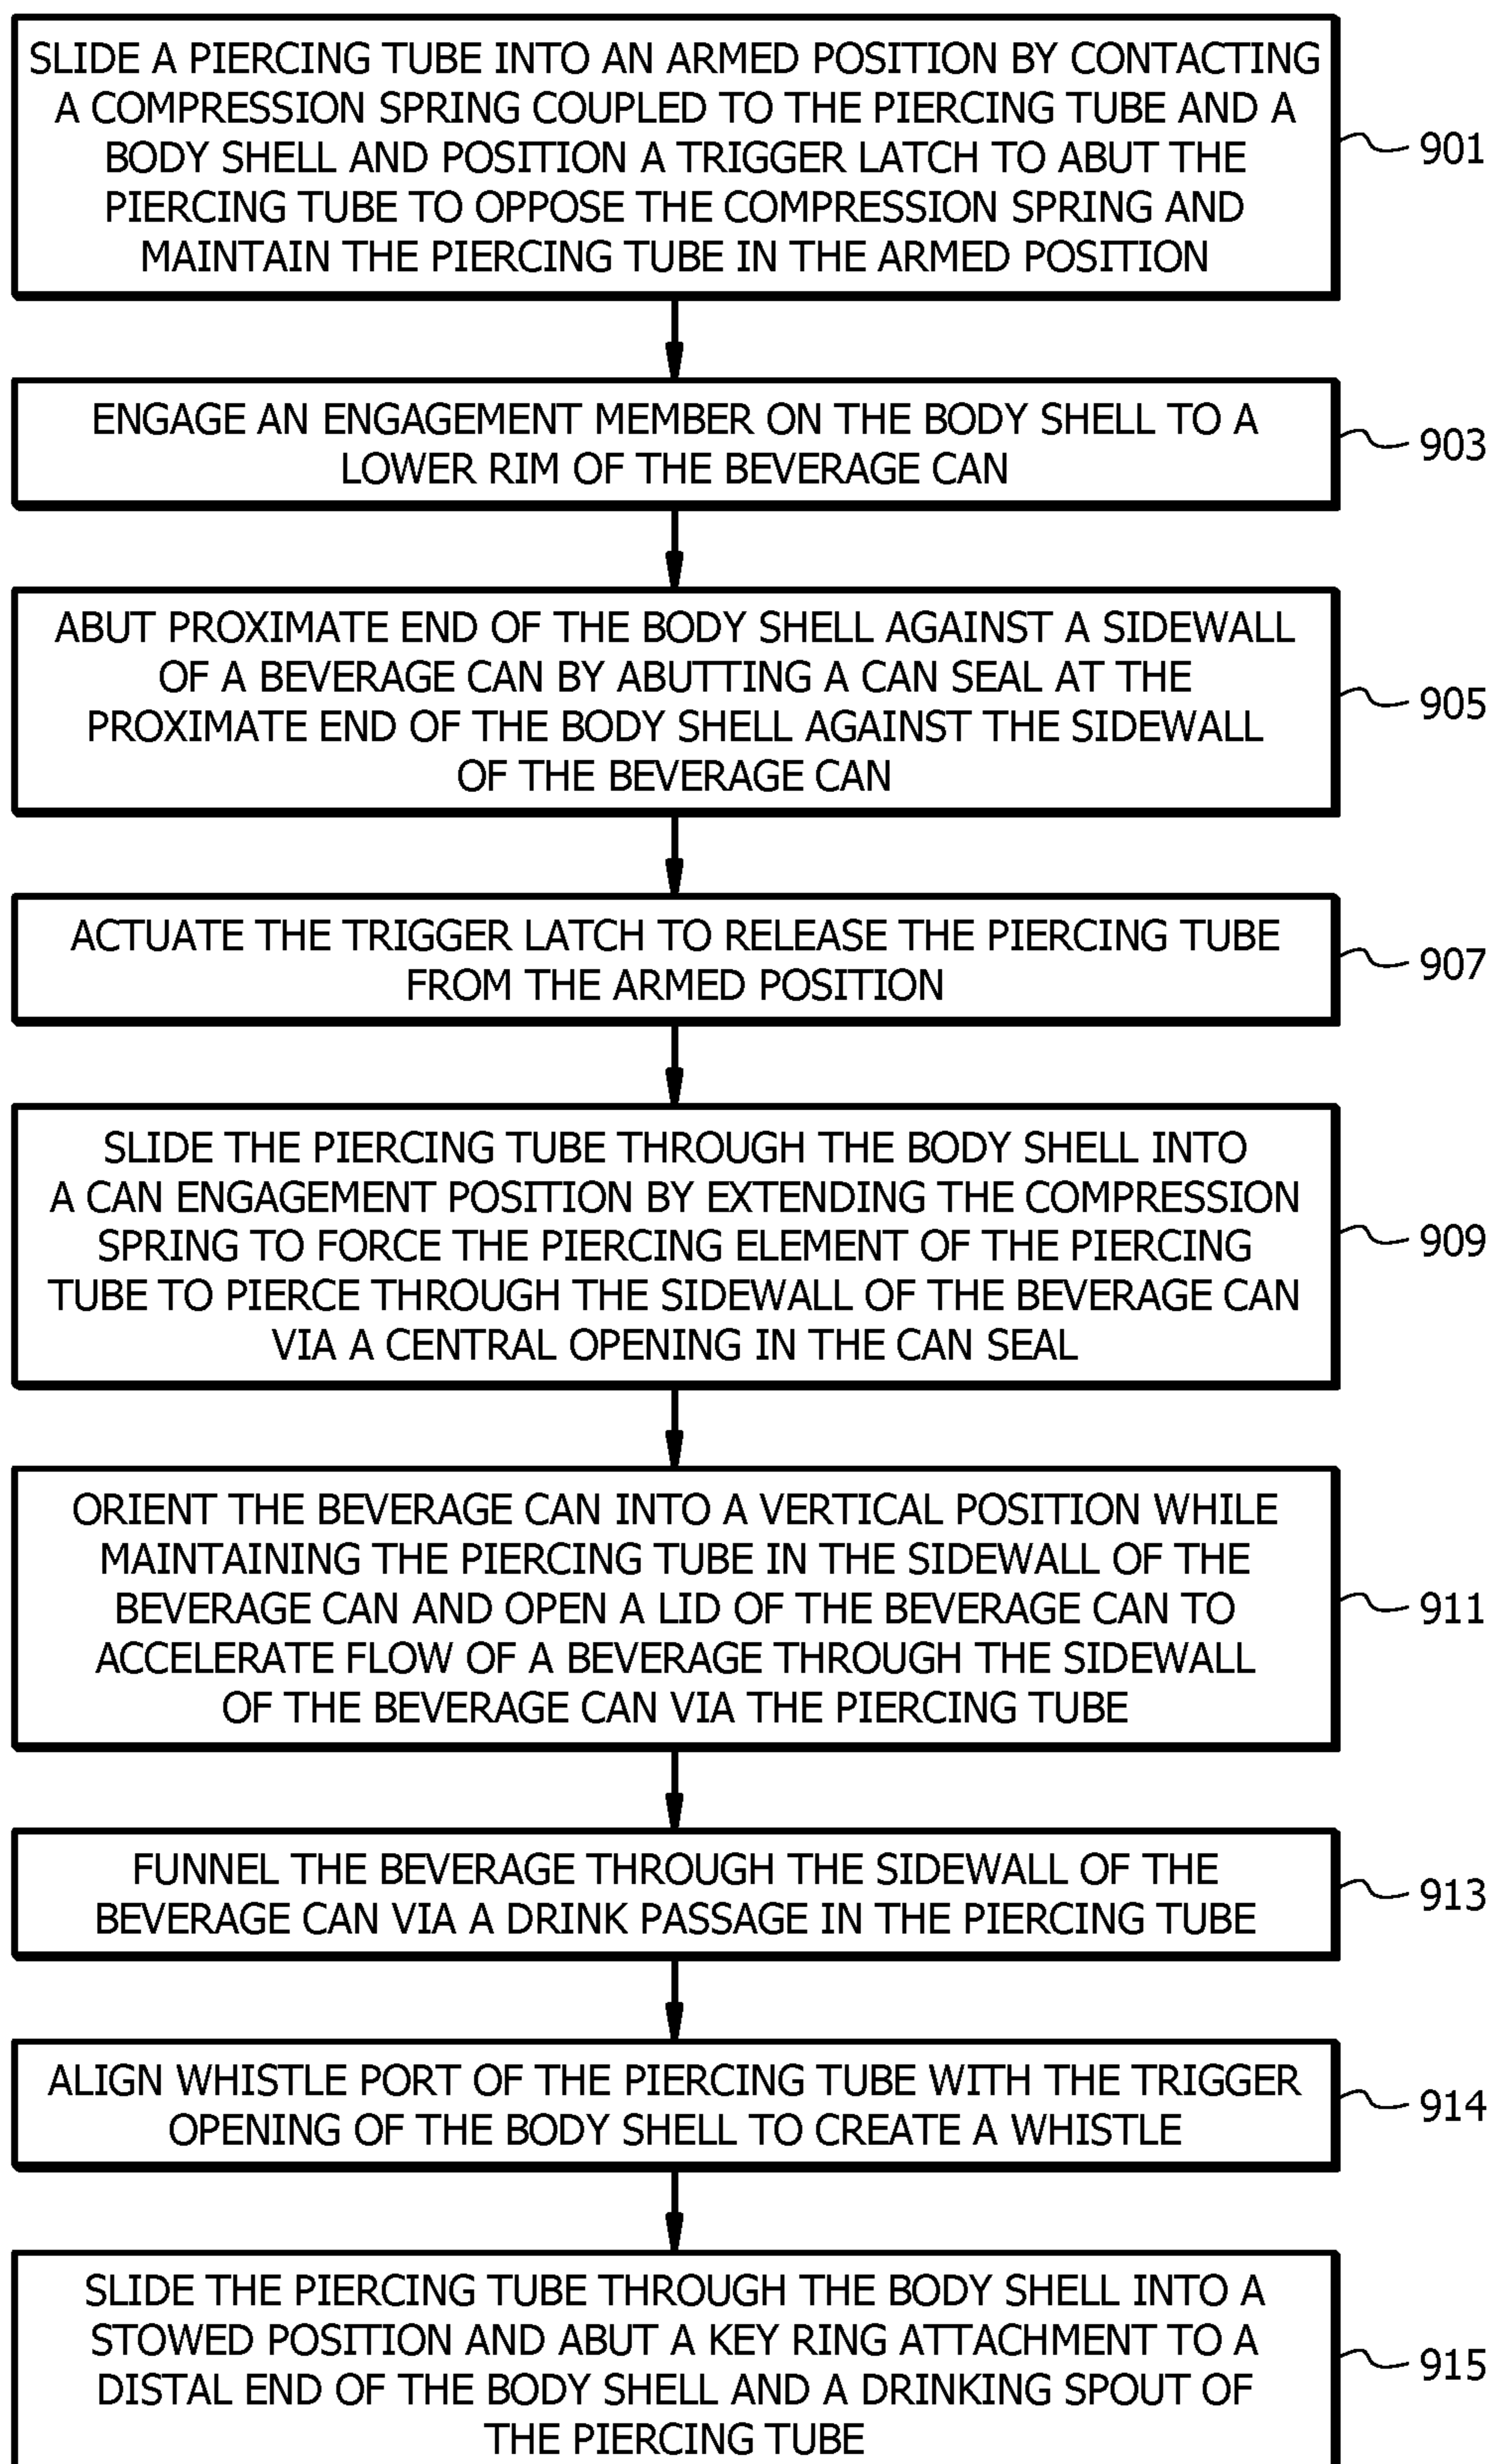 SLIDE A PIERCING TUBE INTO AN ARMED POSITION BY CONTACTING
A COMPRESSION SPRING COUPLED TO THE PIERCING TUBE AND A
BODY SHELL AND POSITION A TRIGGER LATCH TO ABUT THE
PIERCING TUBE TO OPPOSE THE COMPRESSION SPRING AND
MAINTAIN THE PIERCING TUBE IN THE ARMED POSITION
901
ENGAGE AN ENGAGEMENT MEMBER ON THE BODY SHELL TO A
LOWER RIM OF THE BEVERAGE CAN
903
ABUT PROXIMATE END OF THE BODY SHELL AGAINST A SIDEWALL
OF A BEVERAGE CAN BY ABUTTING A CAN SEAL AT THE
PROXIMATE END OF THE BODY SHELL AGAINST THE SIDEWALL
OF THE BEVERAGE CAN
905
ACTUATE THE TRIGGER LATCH TO RELEASE THE PIERCING TUBE
FROM THE ARMED POSITION
907
SLIDE THE PIERCING TUBE THROUGH THE BODY SHELL INTO
A CAN ENGAGEMENT POSITION BY EXTENDING THE COMPRESSION
SPRING TO FORCE THE PIERCING ELEMENT OF THE PIERCING
TUBE TO PIERCE THROUGH THE SIDEWALL OF THE BEVERAGE CAN
VIA A CENTRAL OPENING IN THE CAN SEAL
909
ORIENT THE BEVERAGE CAN INTO A VERTICAL POSITION WHILE
MAINTAINING THE PIERCING TUBE IN THE SIDEWALL OF THE
BEVERAGE CAN AND OPEN A LID OF THE BEVERAGE CAN TO
ACCELERATE FLOW OF A BEVERAGE THROUGH THE SIDEWALL
OF THE BEVERAGE CAN VIA THE PIERCING TUBE
911
FUNNEL THE BEVERAGE THROUGH THE SIDEWALL OF THE
BEVERAGE CAN VIA A DRINK PASSAGE IN THE PIERCING TUBE
913
ALIGN WHISTLE PORT OF THE PIERCING TUBE WITH THE TRIGGER
OPENING OF THE BODY SHELL TO CREATE A WHISTLE
914
SLIDE THE PIERCING TUBE THROUGH THE BODY SHELL INTO A
STOWED POSITION AND ABUT A KEY RING ATTACHMENT TO A
DISTAL END OF THE BODY SHELL AND A DRINKING SPOUT OF
THE PIERCING TUBE
915